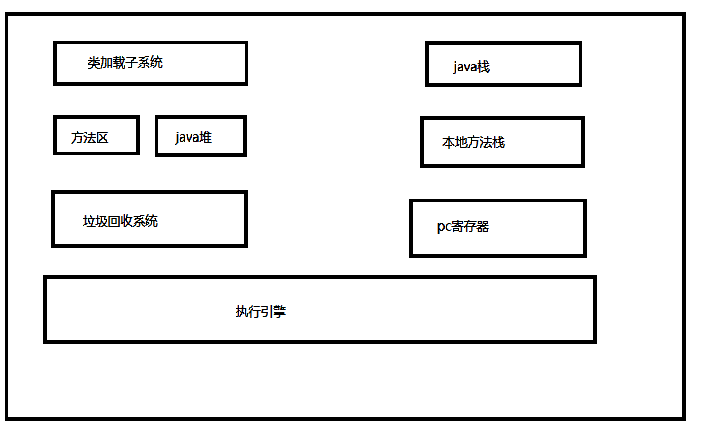 类加载子系统
java栈
方法区
java堆
本地方法栈
垃圾回收系统
pc寄存器
执行引擎